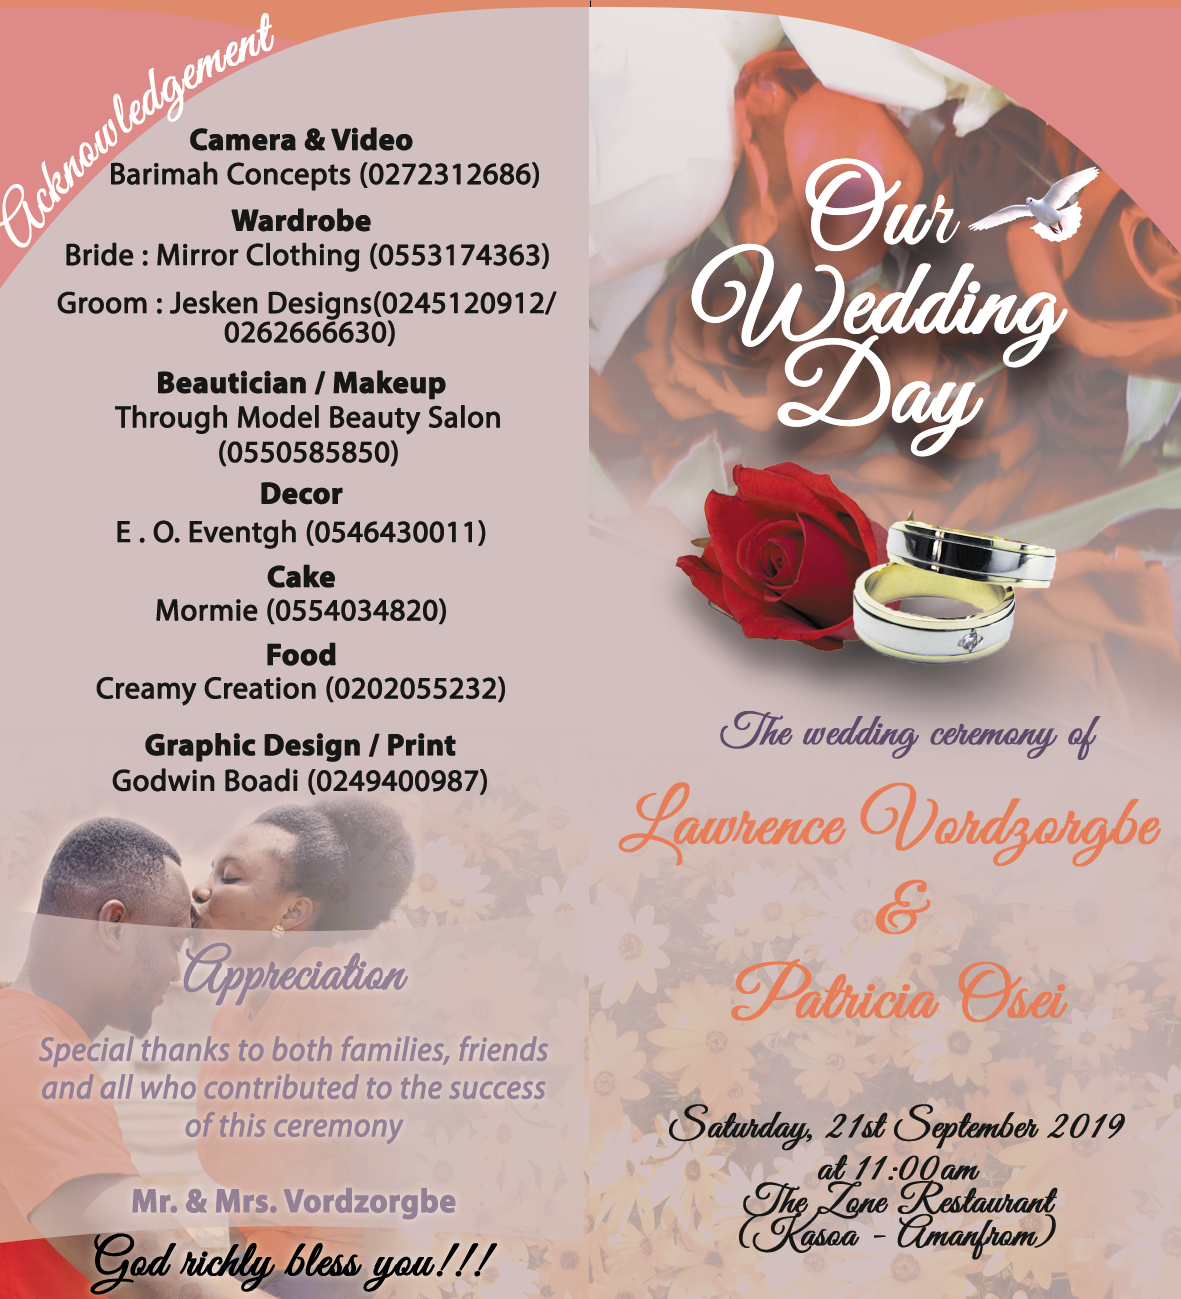 Acknowledgement
Camera & Video
Barimah Concepts (0272312686)
Wardrobe
Bride : Mirror Clothing (0553174363)
Groom : Jesken Designs(0245120912/
0262666630)
Beautician / Makeup
Through Model Beauty Salon
(0550585850)
Decor
E . O. Eventgh (0546430011)
Cake
Mormie (0554034820)
Food
Creamy Creation (0202055232)
Graphic Design / Print
Godwin Boadi (0249400987)
Appreciation
Special thanks to both families, friends
and all who contributed to the success
of this ceremony
Mr. & Mrs. Vordzorgbe
God richly bless you!!!
Our
Wedding
Day
The wedding ceremony of
Lawrence Vordzorgbe
&
Patricia Osei
Saturday, 21st September 2019
at 11:00am
The Zone Restaurant
(Kasoa - Amanfrom)